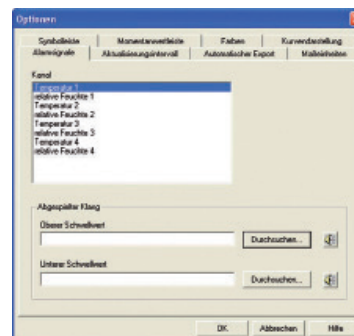 Optionen
Symbolleiste Momentanwertleiste Farben Kurvendarstellung
Alarmsignale Aktualisierungsintervall Automatischer Export Maßeinheiten
Kanal
Temperatur 1
relative Feuchte 1
Temperatur 2
relative Feuchte 2
Temperatur 3
relative Feuchte 3
Temperatur 4
relative Feuchte 4
Abgespielter Klang
Oberer Schwellwert
Durchsuchen...
Unterer Schwellwert
Durchsuchen...
OK Abbrechen Hilfe